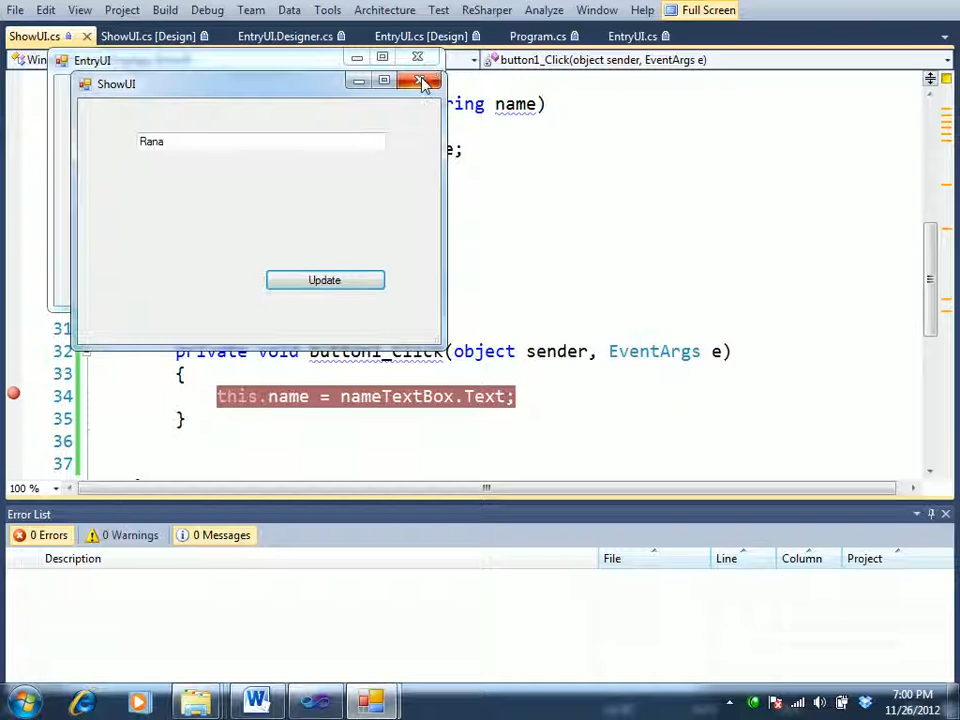 File Edit View Project Build Debug Team Data Tools Architecture Test ReSharper Analyze Window Help Full Screen
ShowUI.cs ShowUI.cs [Design] EntryUI.Designer.cs EntryUI.cs [Design] Program.cs EntryUI.cs
Win EntryUI button1_Click(object sender, EventArgs e)
ShowUI
ring name)
Rana
e;
Update
31
32 private void button1_Click(object sender, EventArgs e)
33 {
34 this.name = nameTextBox.Text;
35 }
36
37
100 %
Error List
0 Errors 0 Warnings 0 Messages
Description File Line Column Project
7:00 PM
11/26/2012